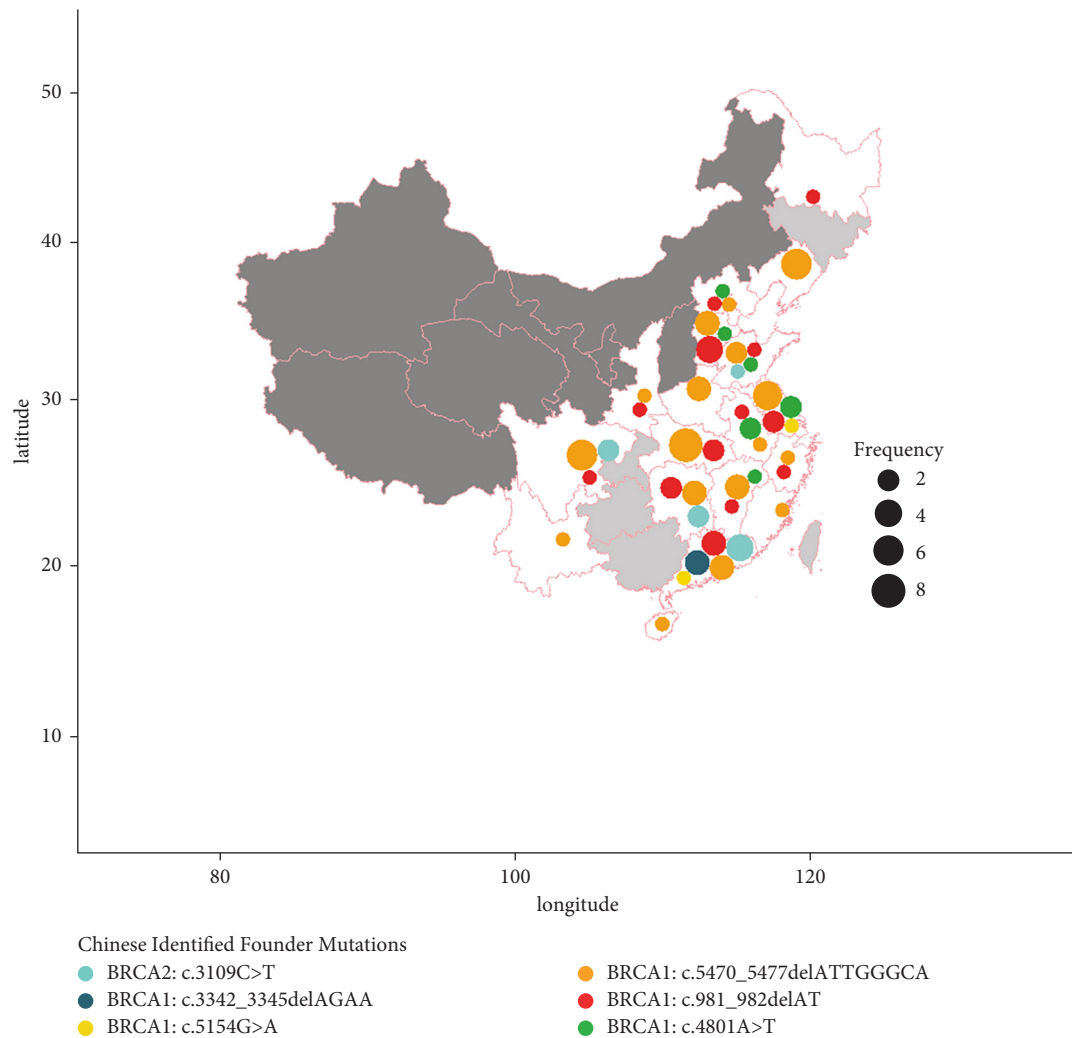 50
40
30
20
10
latitude
80
100
120
longitude
Frequency
2
4
6
8
Chinese Identified Founder Mutations
BRCA2: c.3109C>T
BRCA1: c.3342_3345delAGAA
BRCA1: c.5154G>A
BRCA1: c.5470_5477delATTGGGCA
BRCA1: c.981_982delAT
BRCA1: c.4801A>T